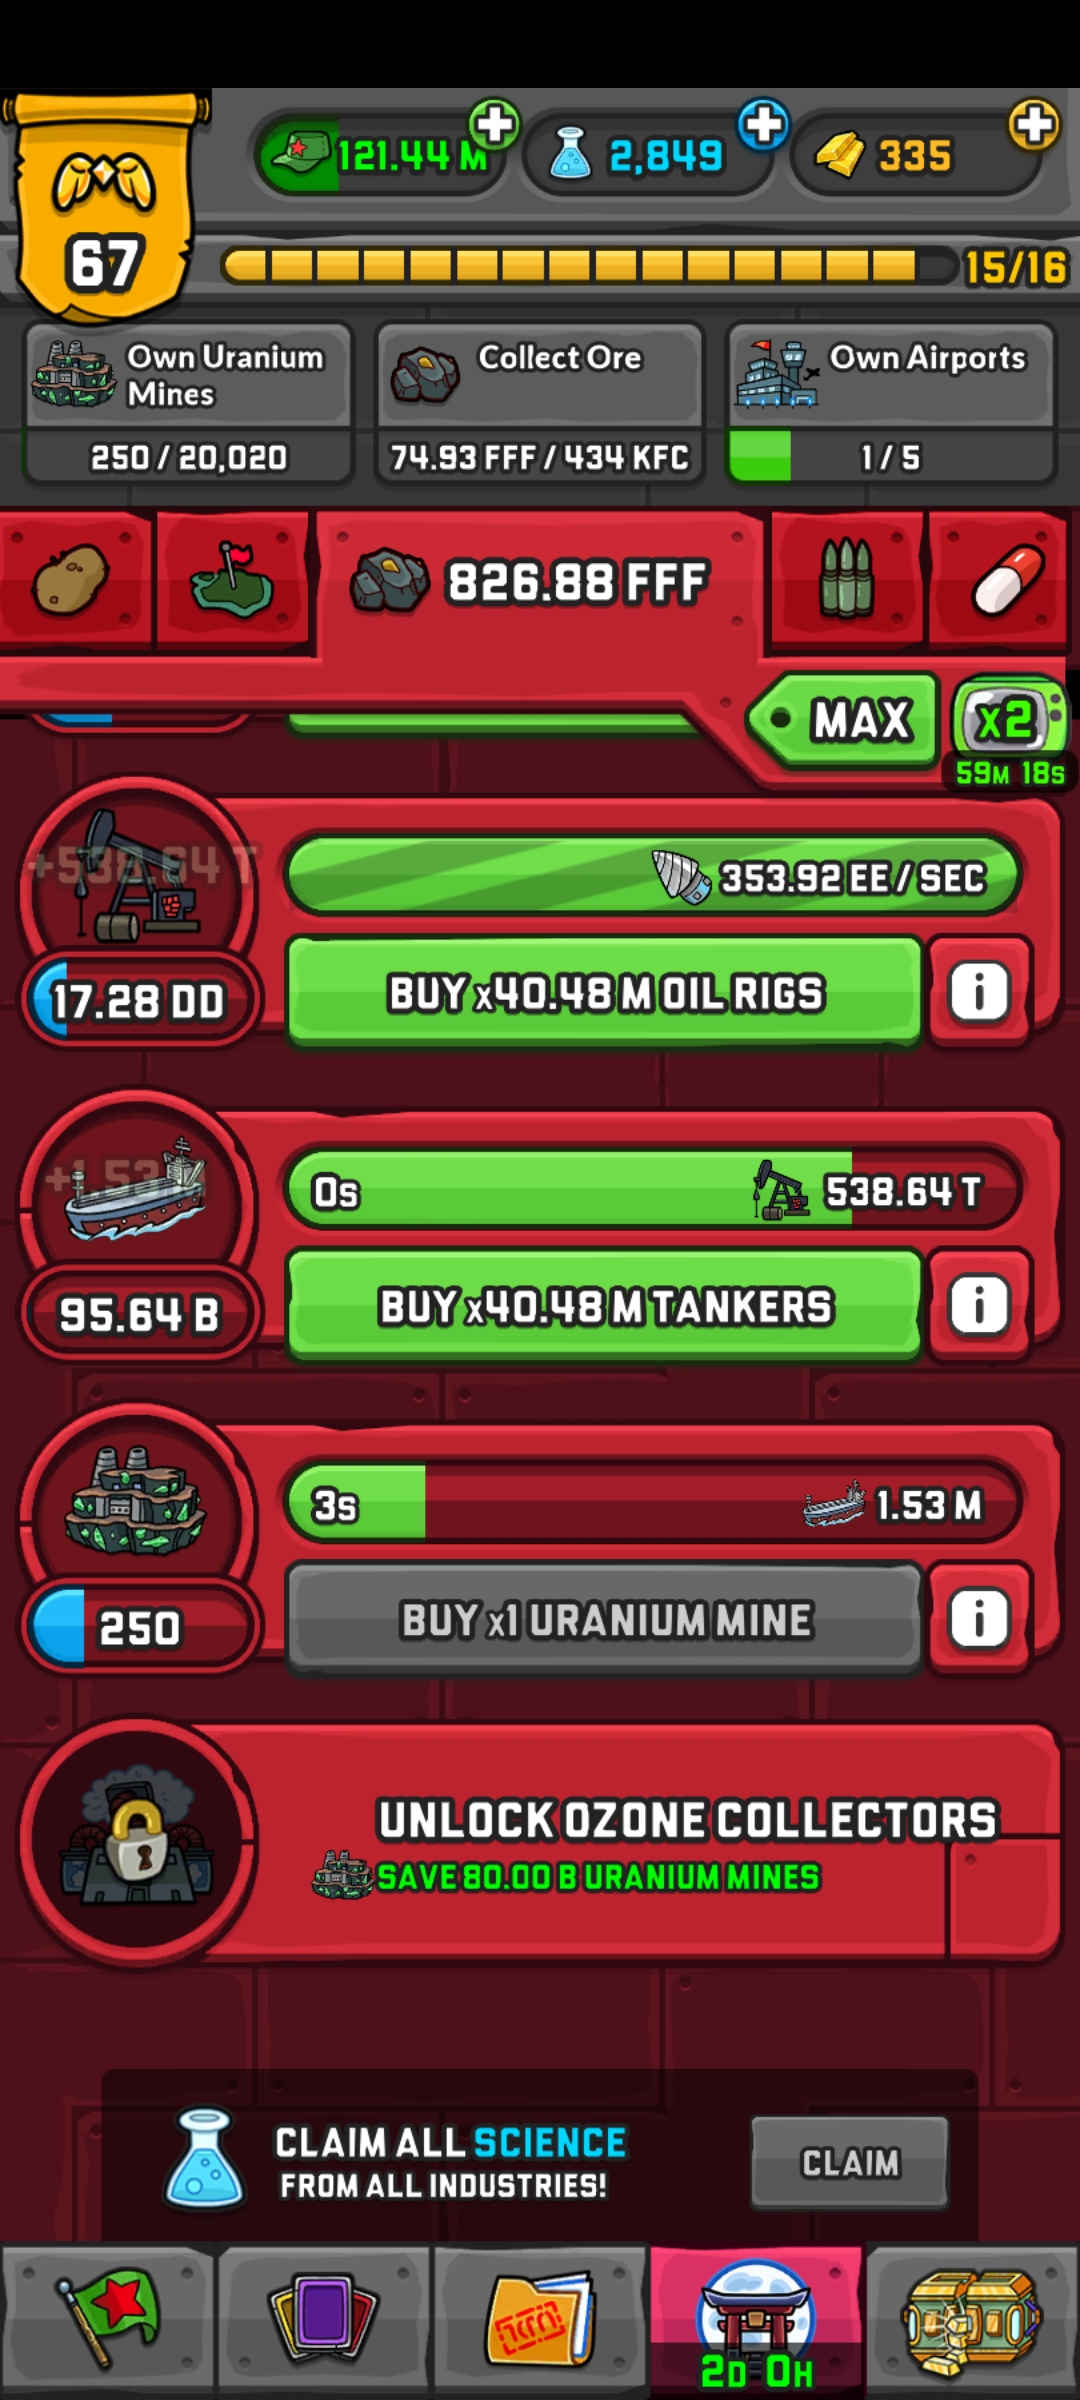 121.44 M
2,849
335
67
15/16
Own Uranium
Mines
250 / 20,020
Collect Ore
74.93 FFF / 434 KFC
Own Airports
1 / 5
826.88 FFF
MAX
x2
59M 18S
+538.64 T
353.92 EE / SEC
17.28 DD
BUY x40.48 M OIL RIGS
i
+1.53 M
0s
538.64 T
95.64 B
BUY x40.48 M TANKERS
i
3s
1.53 M
250
BUY x1 URANIUM MINE
i
UNLOCK OZONE COLLECTORS
SAVE 80.00 B URANIUM MINES
CLAIM ALL SCIENCE
FROM ALL INDUSTRIES!
CLAIM
2D 0H